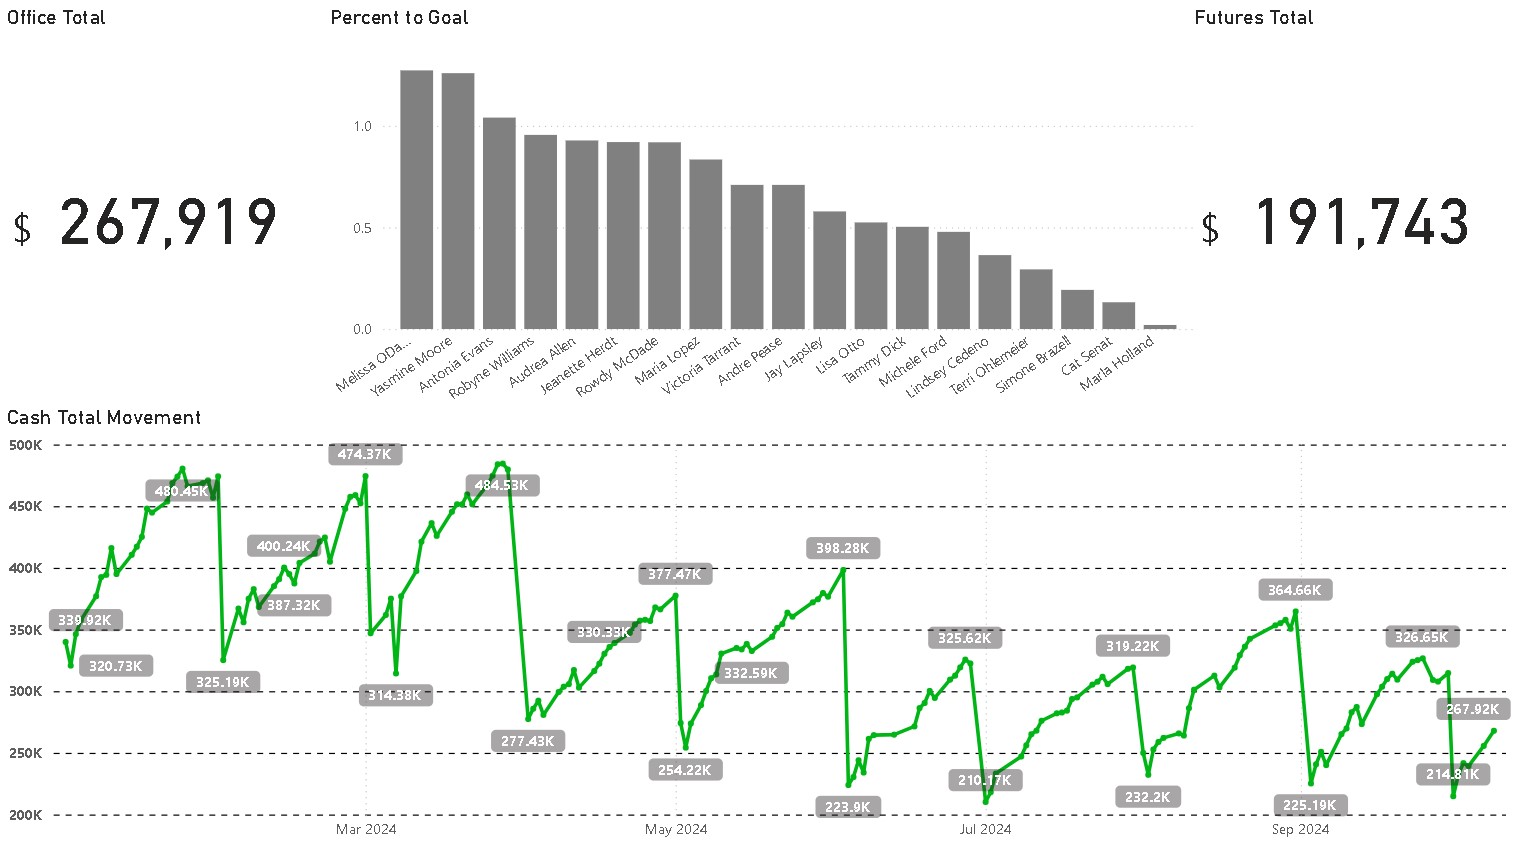 Office Total
Percent to Goal
Futures Total
$ 267,919
1.0
0.5
0.0
$ 191,743
Melissa ODa...
Yasmine Moore
Antonia Evans
Robyne Williams
Audrea Allen
Jeanette Herdt
Rowdy McDade
Maria Lopez
Victoria Tarrant
Andre Pease
Jay Lapsley
Lisa Otto
Tammy Dick
Michele Ford
Lindsey Cedeno
Terri Ohlemeier
Simone Brazell
Cat Senat
Marla Holland
Cash Total Movement
500K
450K
400K
350K
300K
250K
200K
339.92K
320.73K
480.45K
325.19K
400.24K
387.32K
474.37K
314.38K
484.53K
277.43K
330.33K
377.47K
254.22K
332.59K
398.28K
223.9K
325.62K
210.17K
319.22K
232.2K
364.66K
225.19K
326.65K
267.92K
214.81K
Mar 2024
May 2024
Jul 2024
Sep 2024